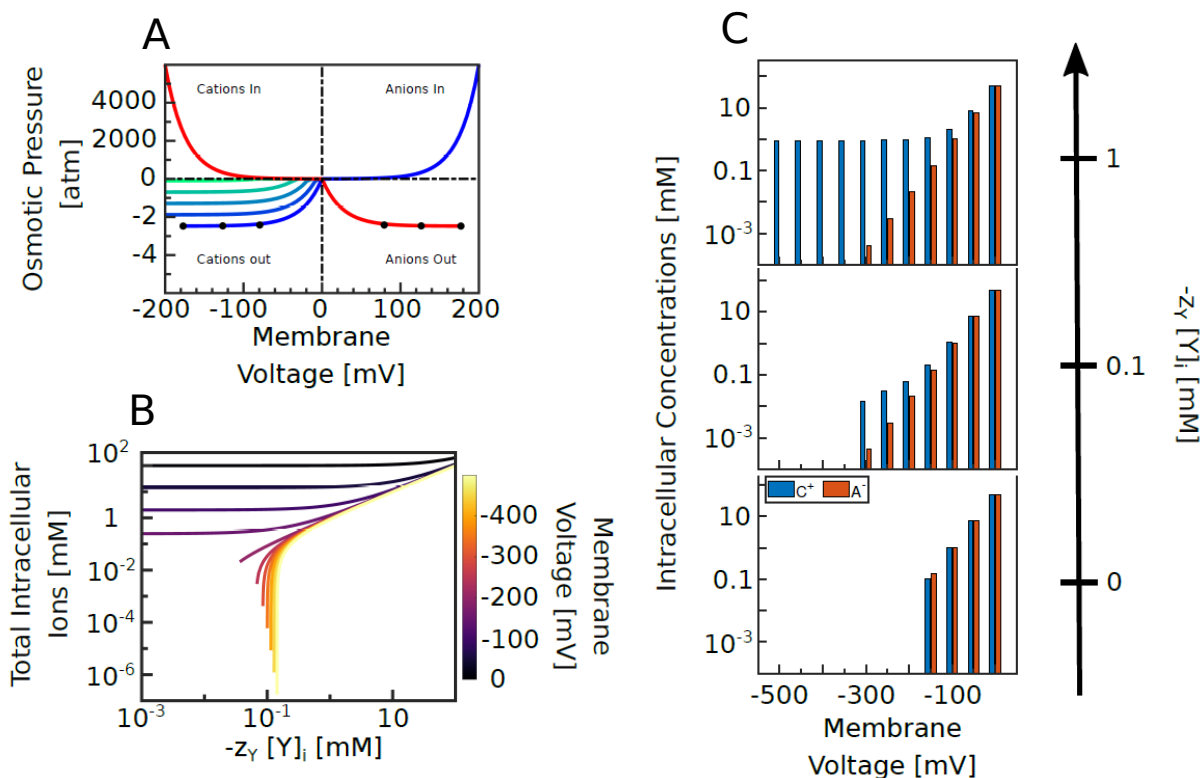 A
Osmotic Pressure
[atm]
4000
2000
0
-2
-4
Cations In
Anions In
Cations out
Anions Out
-200
-100
0
100
200
Membrane
Voltage [mV]
B
Total Intracellular
Ions [mM]
10²
1
10⁻²
10⁻⁴
10⁻⁶
10⁻³
10⁻¹
10
-z_Y [Y]_i [mM]
-400
-300
-200
-100
0
Membrane
Voltage [mV]
C
Intracellular Concentrations [mM]
10
0.1
10⁻³
10
0.1
10⁻³
C⁺
A⁻
10
0.1
10⁻³
-500
-300
-100
Membrane
Voltage [mV]
1
0.1
0
-z_Y [Y]_i [mM]